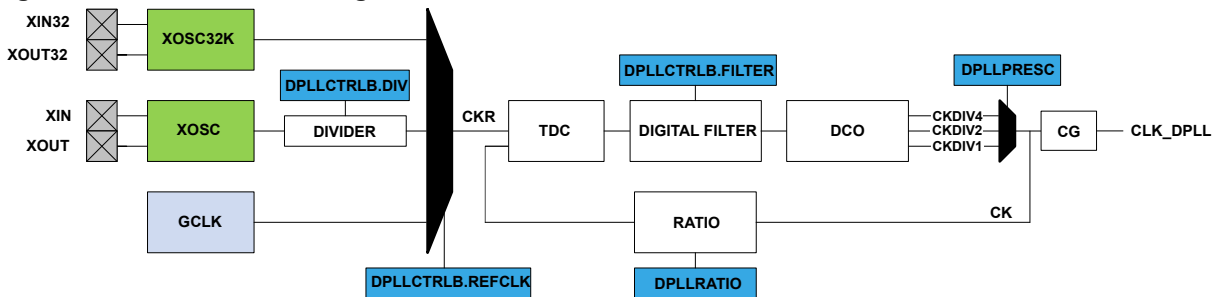 XIN32
XOUT32
XOSC32K
DPLLCTRLB.DIV
DPLLCTRLB.FILTER
DPLLPRESC
XIN
XOUT
XOSC
DIVIDER
CKR
TDC
DIGITAL FILTER
DCO
CKDIV4
CKDIV2
CKDIV1
CG
CLK_DPLL
GCLK
RATIO
CK
DPLLCTRLB.REFCLK
DPLLRATIO